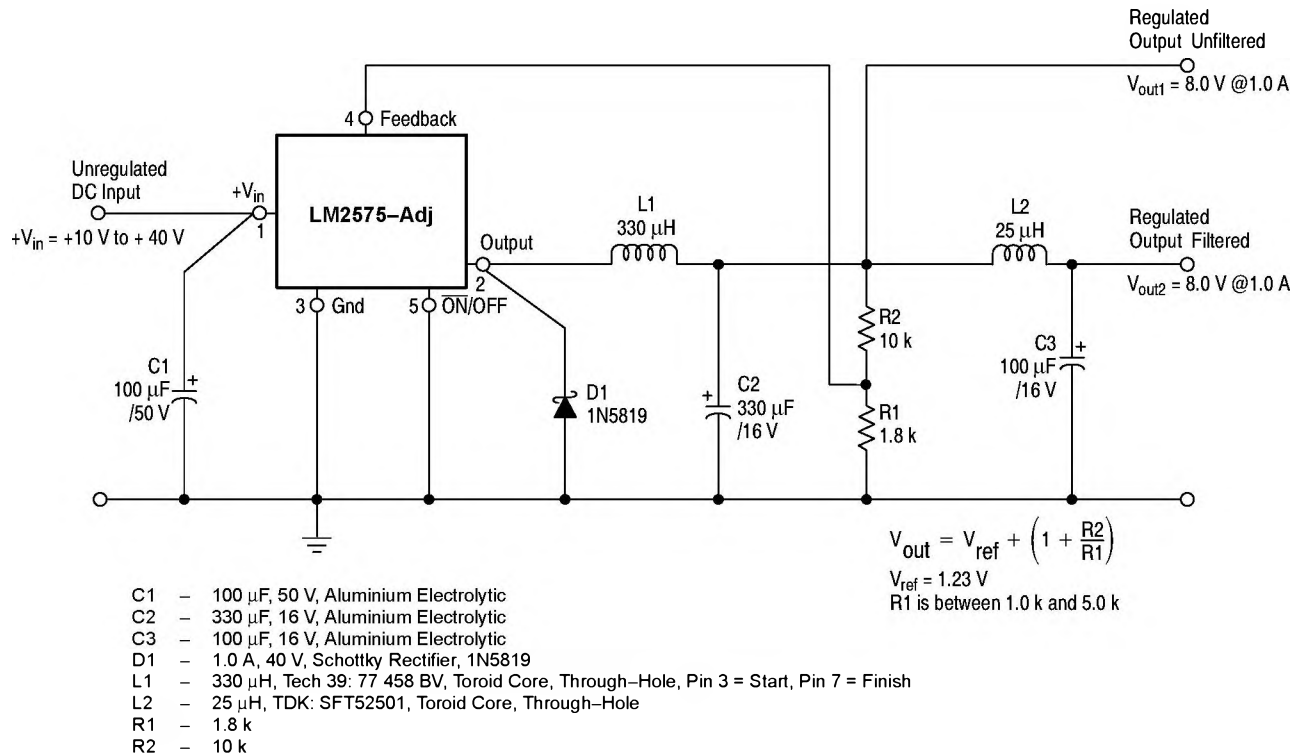 Regulated
Output Unfiltered
Vout1 = 8.0 V @1.0 A
4
Feedback
Unregulated
DC Input
+Vin = +10 V to + 40 V
+Vin
1
LM2575–Adj
Output
2
3
Gnd
5
ON/OFF
L1
330 μH
L2
25 μH
Regulated
Output Filtered
Vout2 = 8.0 V @1.0 A
C1
100 μF
/50 V
+
D1
1N5819
+
C2
330 μF
/16 V
R2
10 k
R1
1.8 k
C3
100 μF
/16 V
+
Vout = Vref + (1 + R2/R1)
Vref = 1.23 V
R1 is between 1.0 k and 5.0 k
C1 – 100 μF, 50 V, Aluminium Electrolytic
C2 – 330 μF, 16 V, Aluminium Electrolytic
C3 – 100 μF, 16 V, Aluminium Electrolytic
D1 – 1.0 A, 40 V, Schottky Rectifier, 1N5819
L1 – 330 μH, Tech 39: 77 458 BV, Toroid Core, Through–Hole, Pin 3 = Start, Pin 7 = Finish
L2 – 25 μH, TDK: SFT52501, Toroid Core, Through–Hole
R1 – 1.8 k
R2 – 10 k